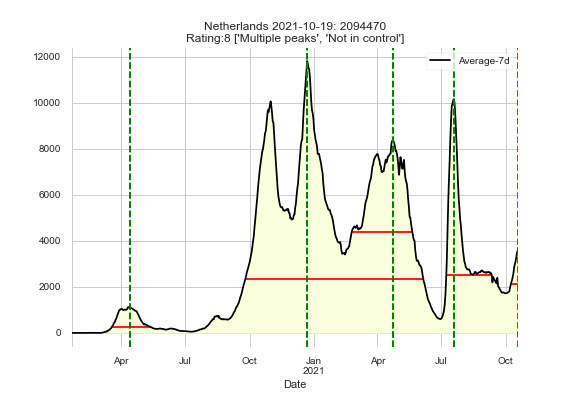 Netherlands 2021-10-19: 2094470
Rating:8 ['Multiple peaks', 'Not in control']
Average-7d
12000
10000
8000
6000
4000
2000
0
Apr Jul Oct Jan Apr Jul Oct
2021
Date